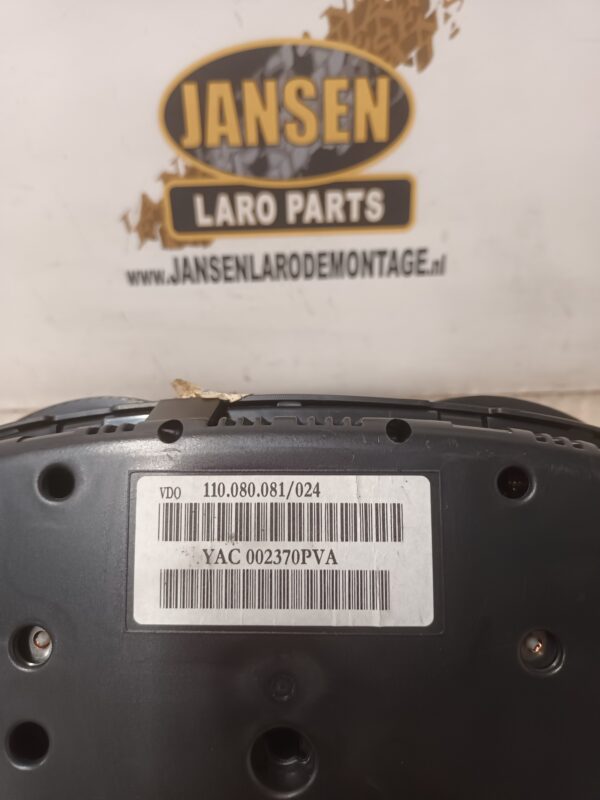 JANSEN
LARO PARTS
www.JANSENLARODEMONTAGE.nl
VDO 110.080.081/024
YAC 002370PVA